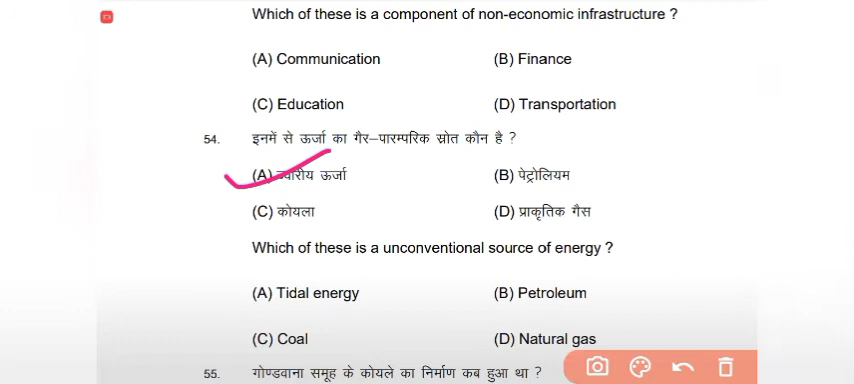 Which of these is a component of non-economic infrastructure ?
(A) Communication (B) Finance
(C) Education (D) Transportation
54. इनमें से ऊर्जा का गैर–पारम्परिक स्रोत कौन है ?
(A) ज्वारीय ऊर्जा (B) पेट्रोलियम
(C) कोयला (D) प्राकृतिक गैस
Which of these is a unconventional source of energy ?
(A) Tidal energy (B) Petroleum
(C) Coal (D) Natural gas
55. गोण्डवाना समूह के कोयले का निर्माण कब हुआ था ?